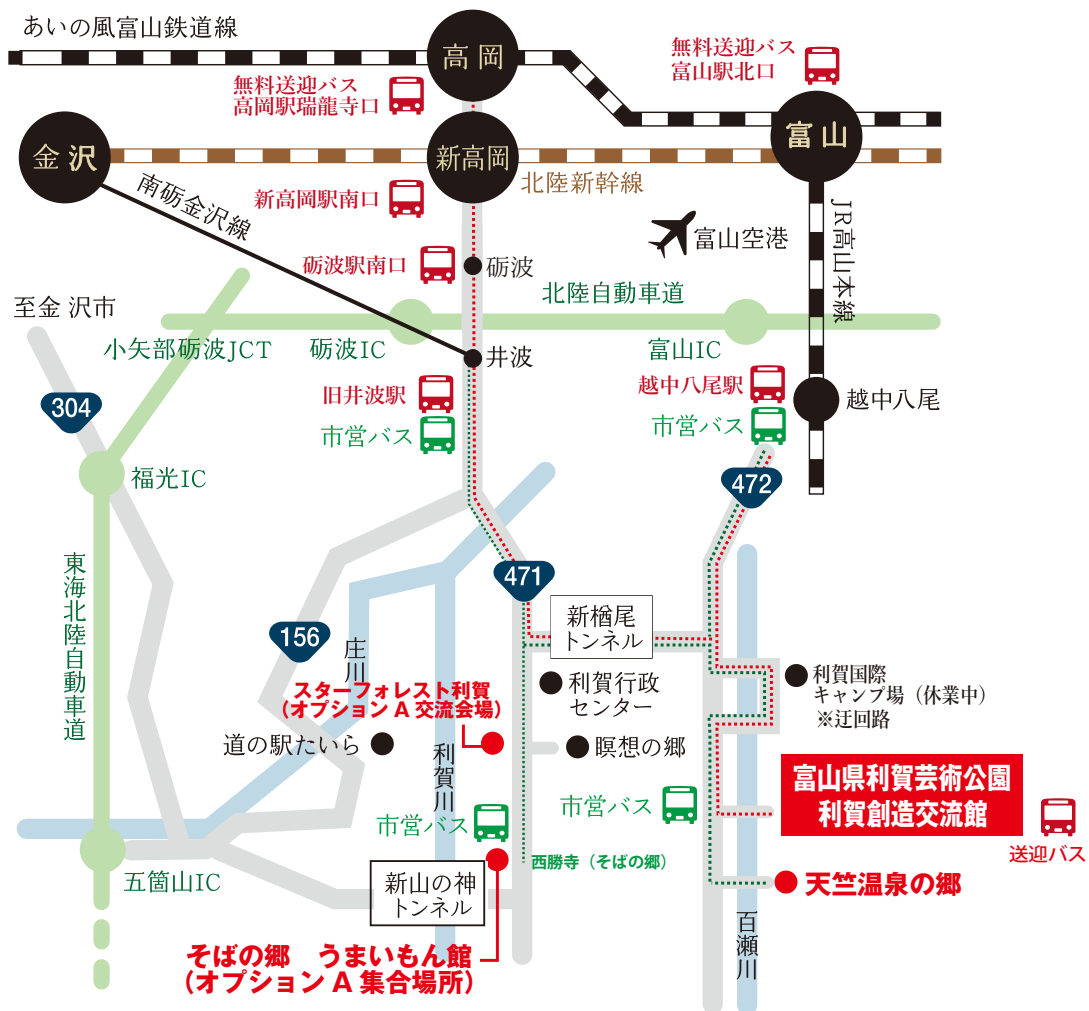 あいの風富山鉄道線
高岡
無料送迎バス
富山駅北口
無料送迎バス
高岡駅瑞龍寺口
富山
金沢
新高岡
北陸新幹線
南砺金沢線
新高岡駅南口
JR高山本線
富山空港
砺波駅南口
砺波
至金 沢市
北陸自動車道
小矢部砺波JCT
砺波IC
富山IC
井波
旧井波駅
越中八尾駅
越中八尾
304
市営バス
市営バス
福光IC
472
東海北陸自動車道
471
156
新楢尾
トンネル
庄川
利賀行政
センター
利賀国際
キャンプ場（休業中）
※迂回路
スターフォレスト利賀
（オプション A 交流会場）
道の駅たいら
利賀川
瞑想の郷
富山県利賀芸術公園
利賀創造交流館
市営バス
市営バス
送迎バス
西勝寺（そばの郷）
五箇山IC
新山の神
トンネル
天竺温泉の郷
百瀬川
そばの郷　うまいもん館
（オプション A 集合場所）